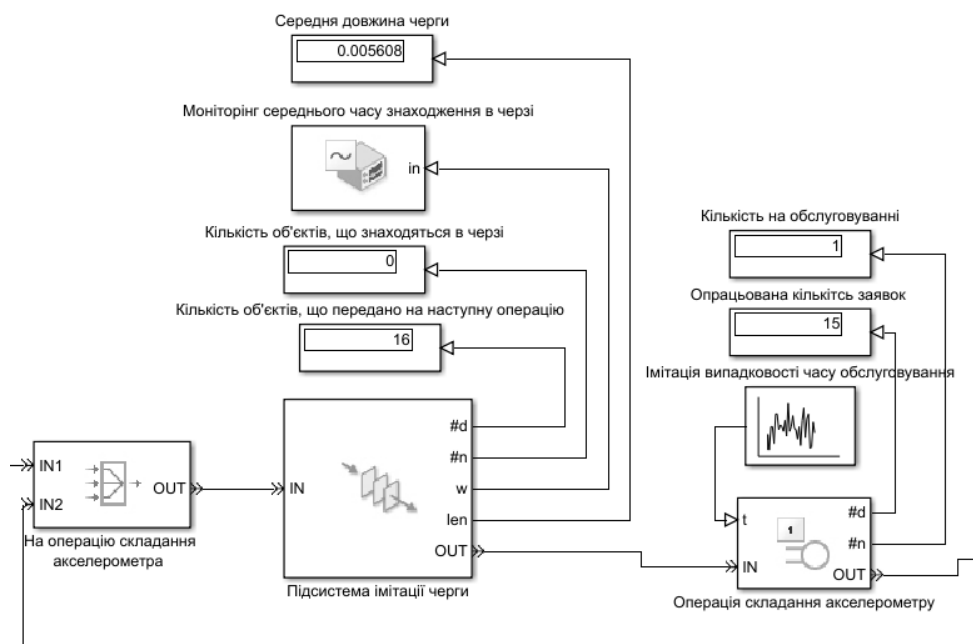 Середня довжина черги
0.005608
Моніторінг середнього часу знаходження в черзі
in
Кількість об'єктів, що знаходяться в черзі
0
Кількість об'єктів, що передано на наступну операцію
16
Кількість на обслуговуванні
1
Опрацьована кількітсь заявок
15
Імітація випадковості часу обслуговування
IN1
IN2
OUT
На операцію складання
акселерометра
IN
#d
#n
w
len
OUT
Підсистема імітації черги
t
IN
1
#d
#n
OUT
Операція складання акселерометру